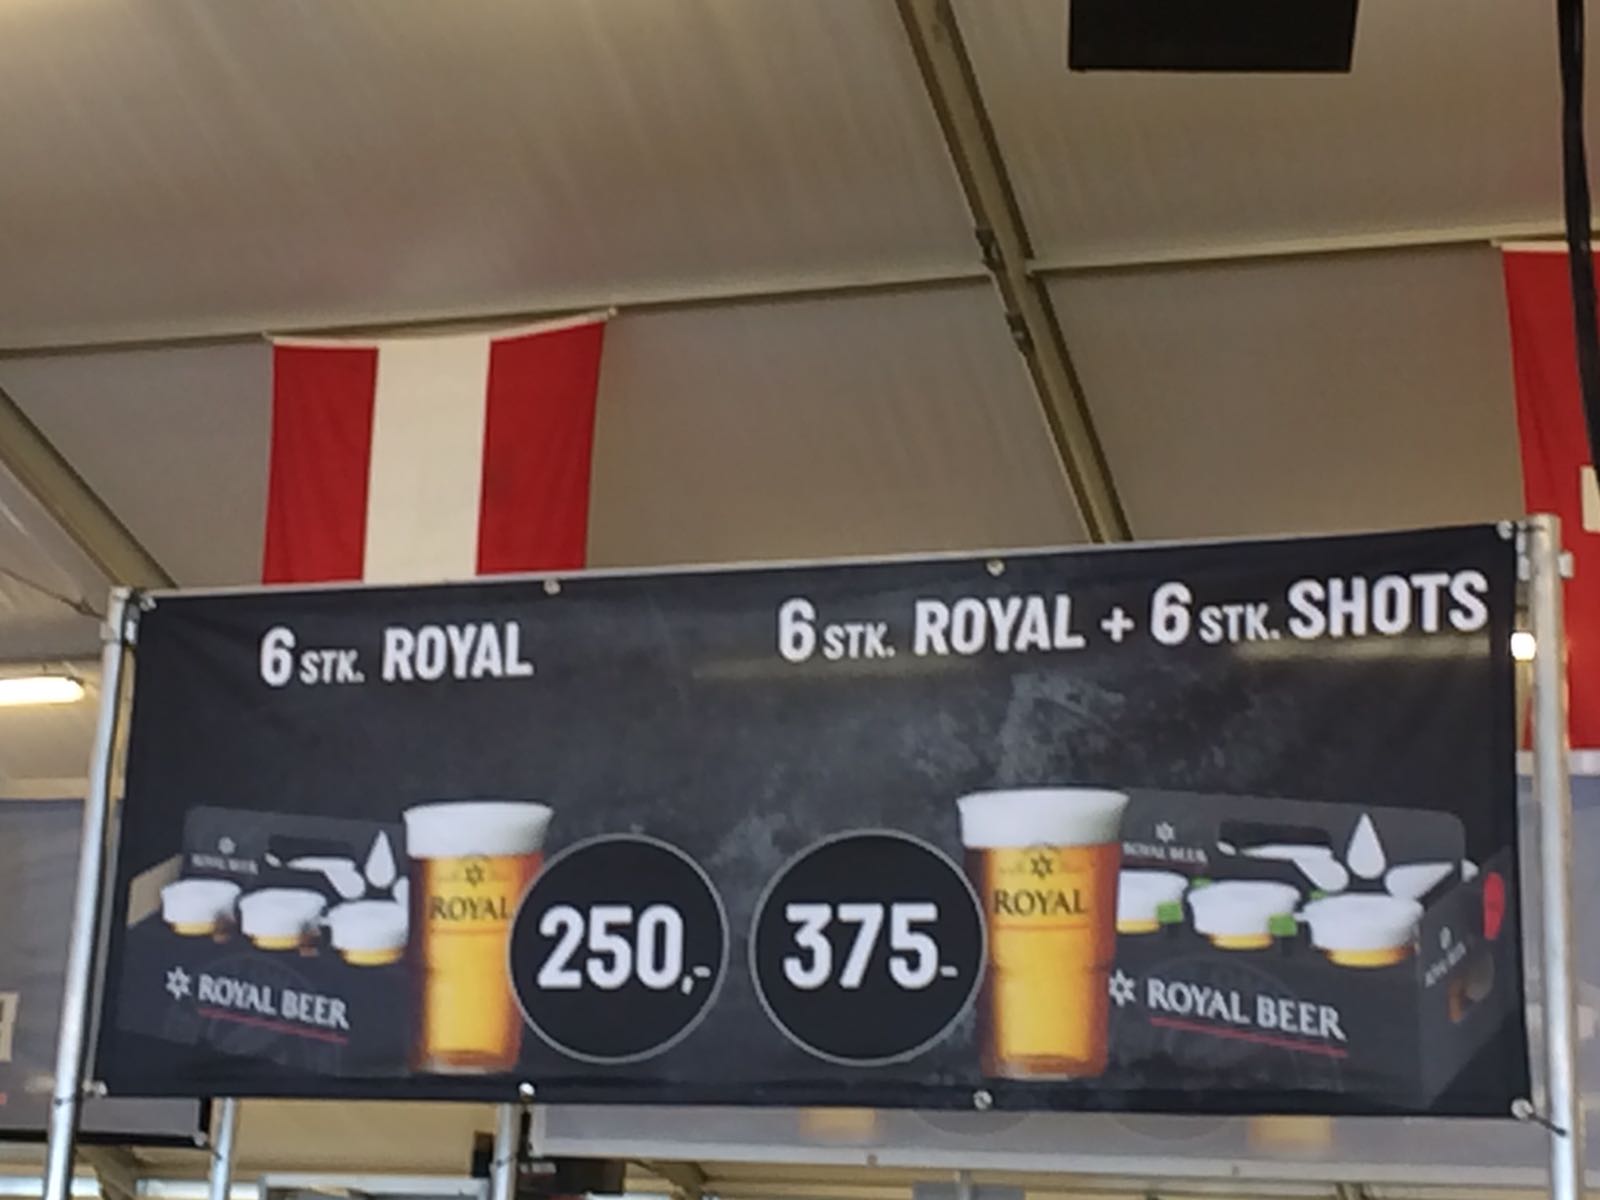 6 STK. ROYAL
6 STK. ROYAL + 6 STK. SHOTS
ROYAL BEER
ROYAL
250,-
375-
ROYAL
ROYAL BEER
ROYAL BEER
ROYAL BEER